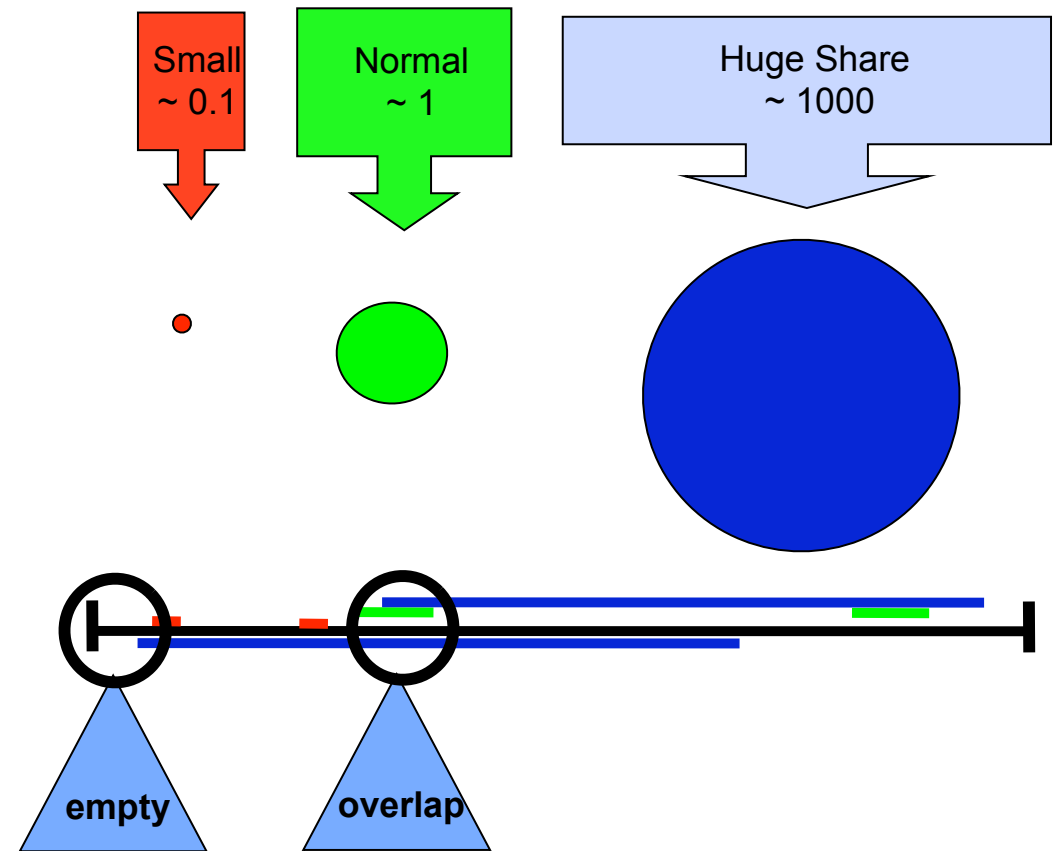 Small
~ 0.1
Normal
~ 1
Huge Share
~ 1000
empty
overlap